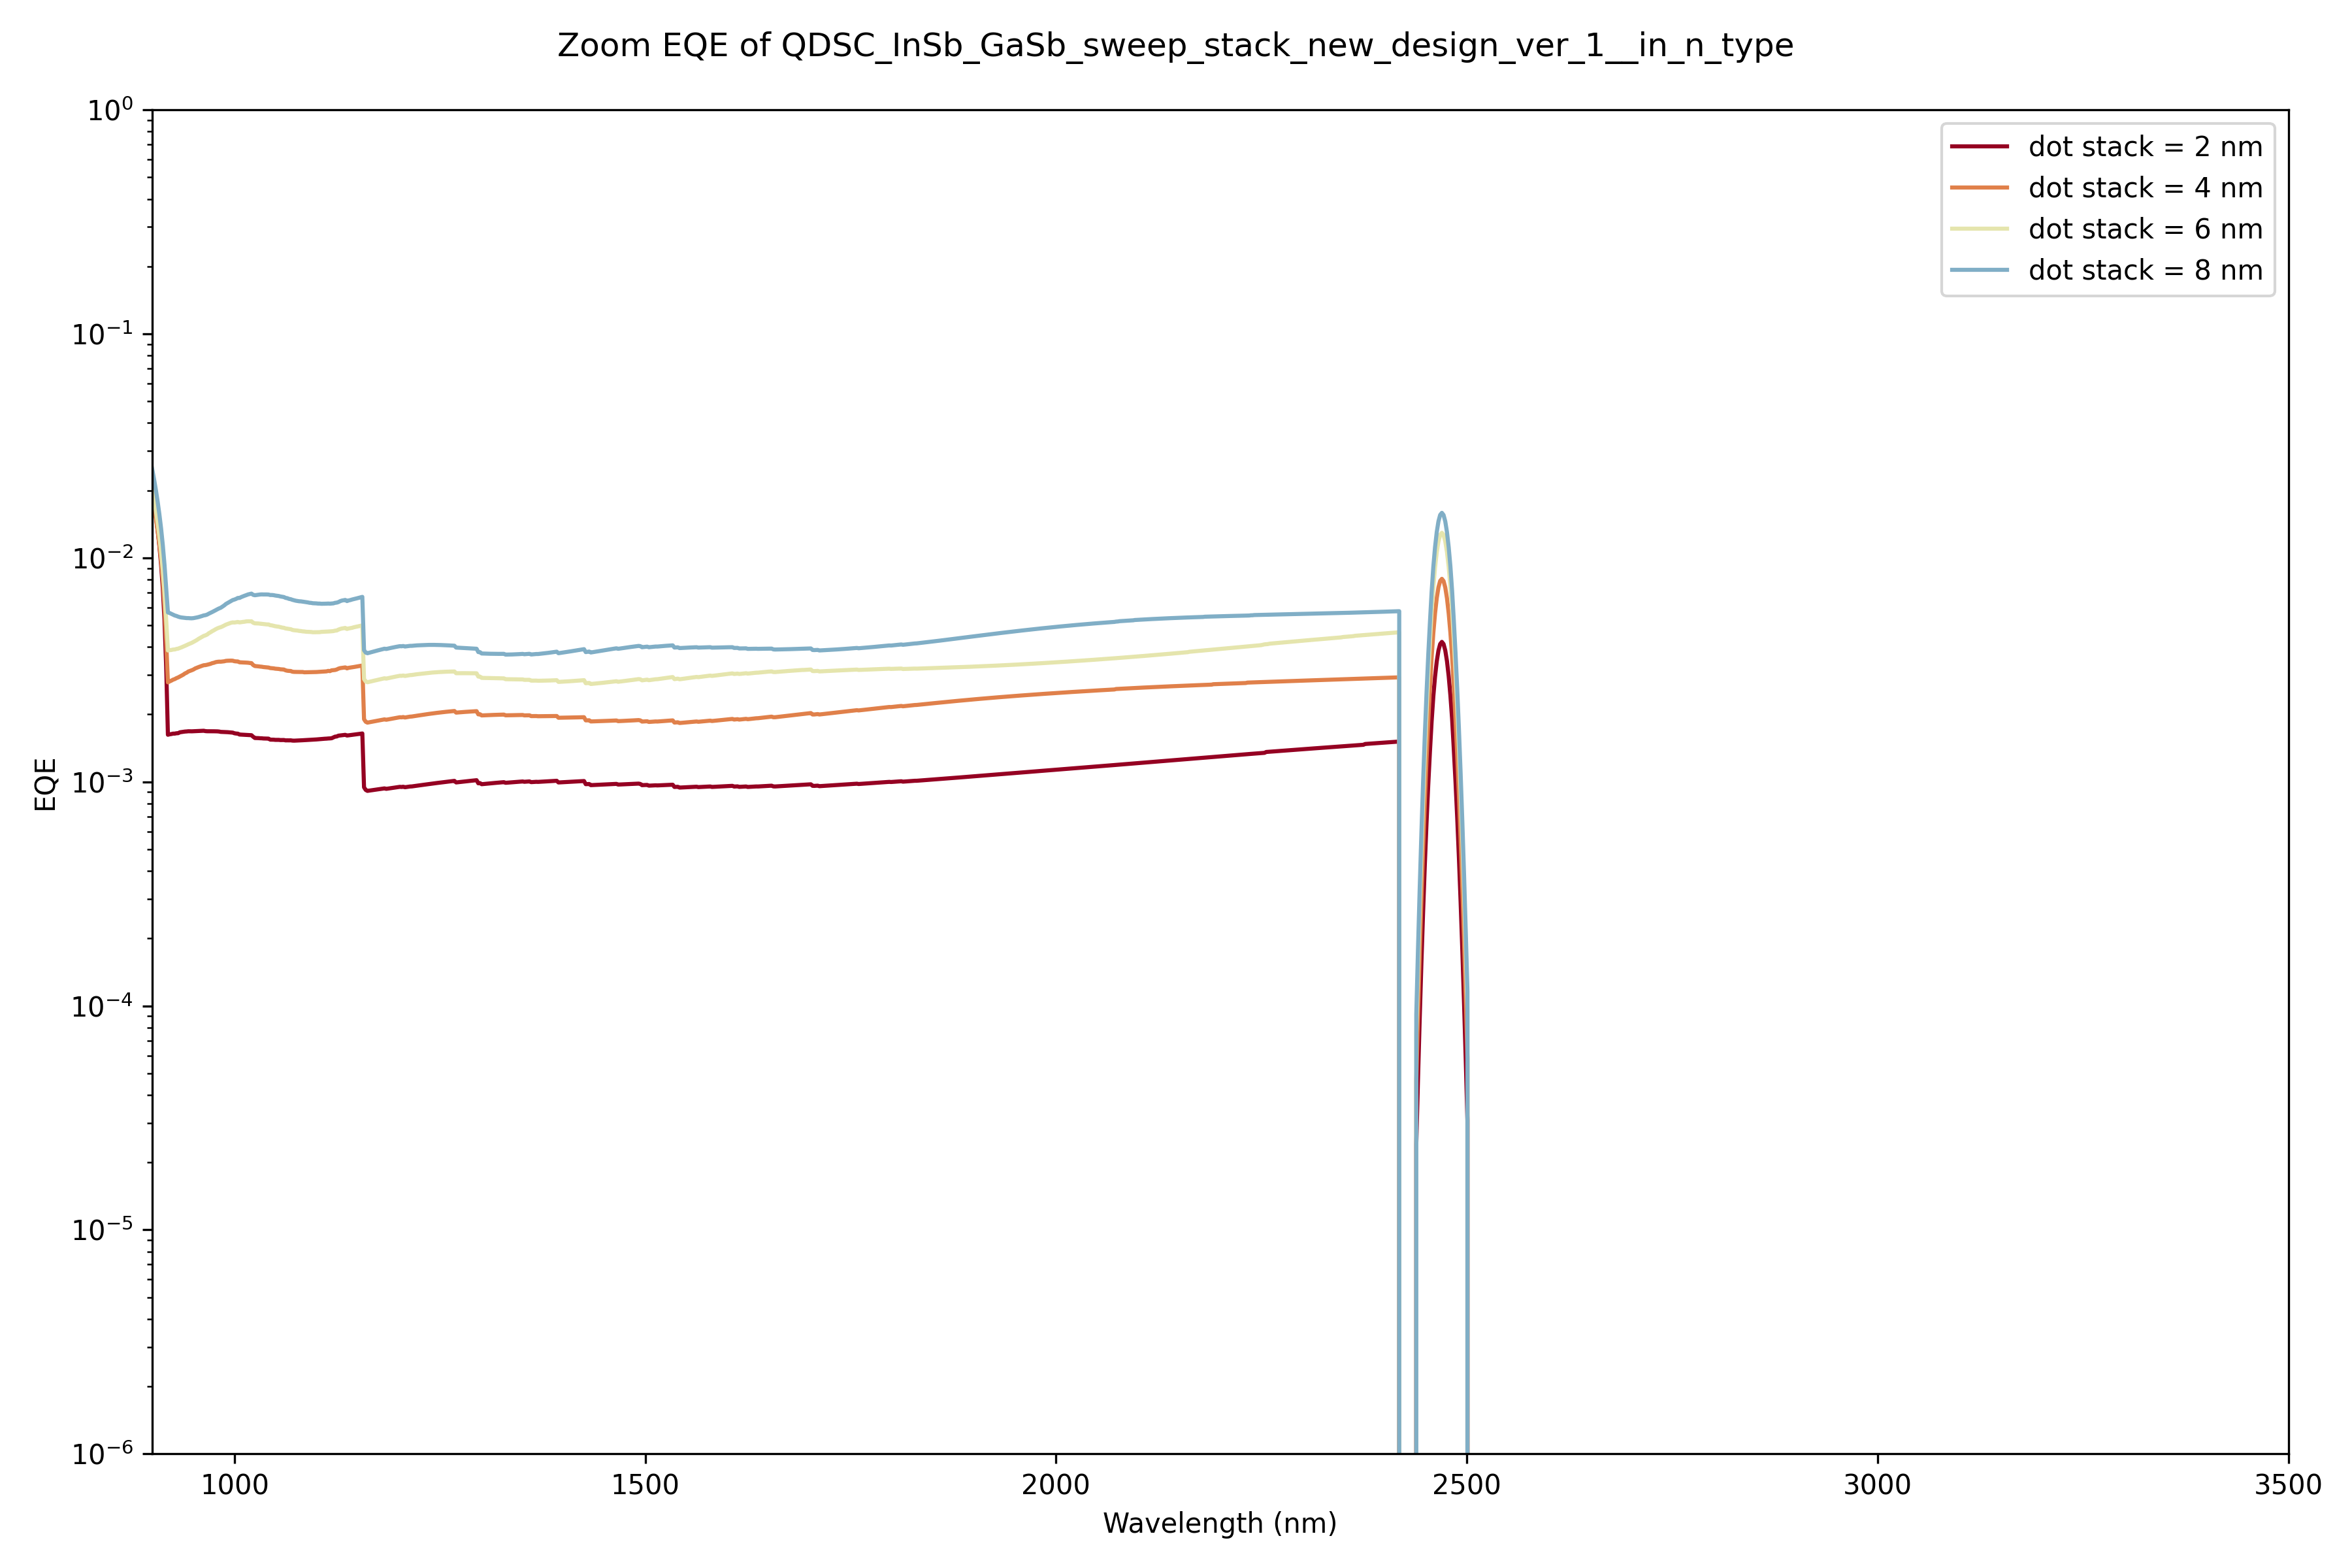 Zoom EQE of QDSC_InSb_GaSb_sweep_stack_new_design_ver_1__in_n_type
10⁰
10⁻¹
10⁻²
10⁻³
10⁻⁴
10⁻⁵
10⁻⁶
EQE
dot stack = 2 nm
dot stack = 4 nm
dot stack = 6 nm
dot stack = 8 nm
1000 1500 2000 2500 3000 3500
Wavelength (nm)